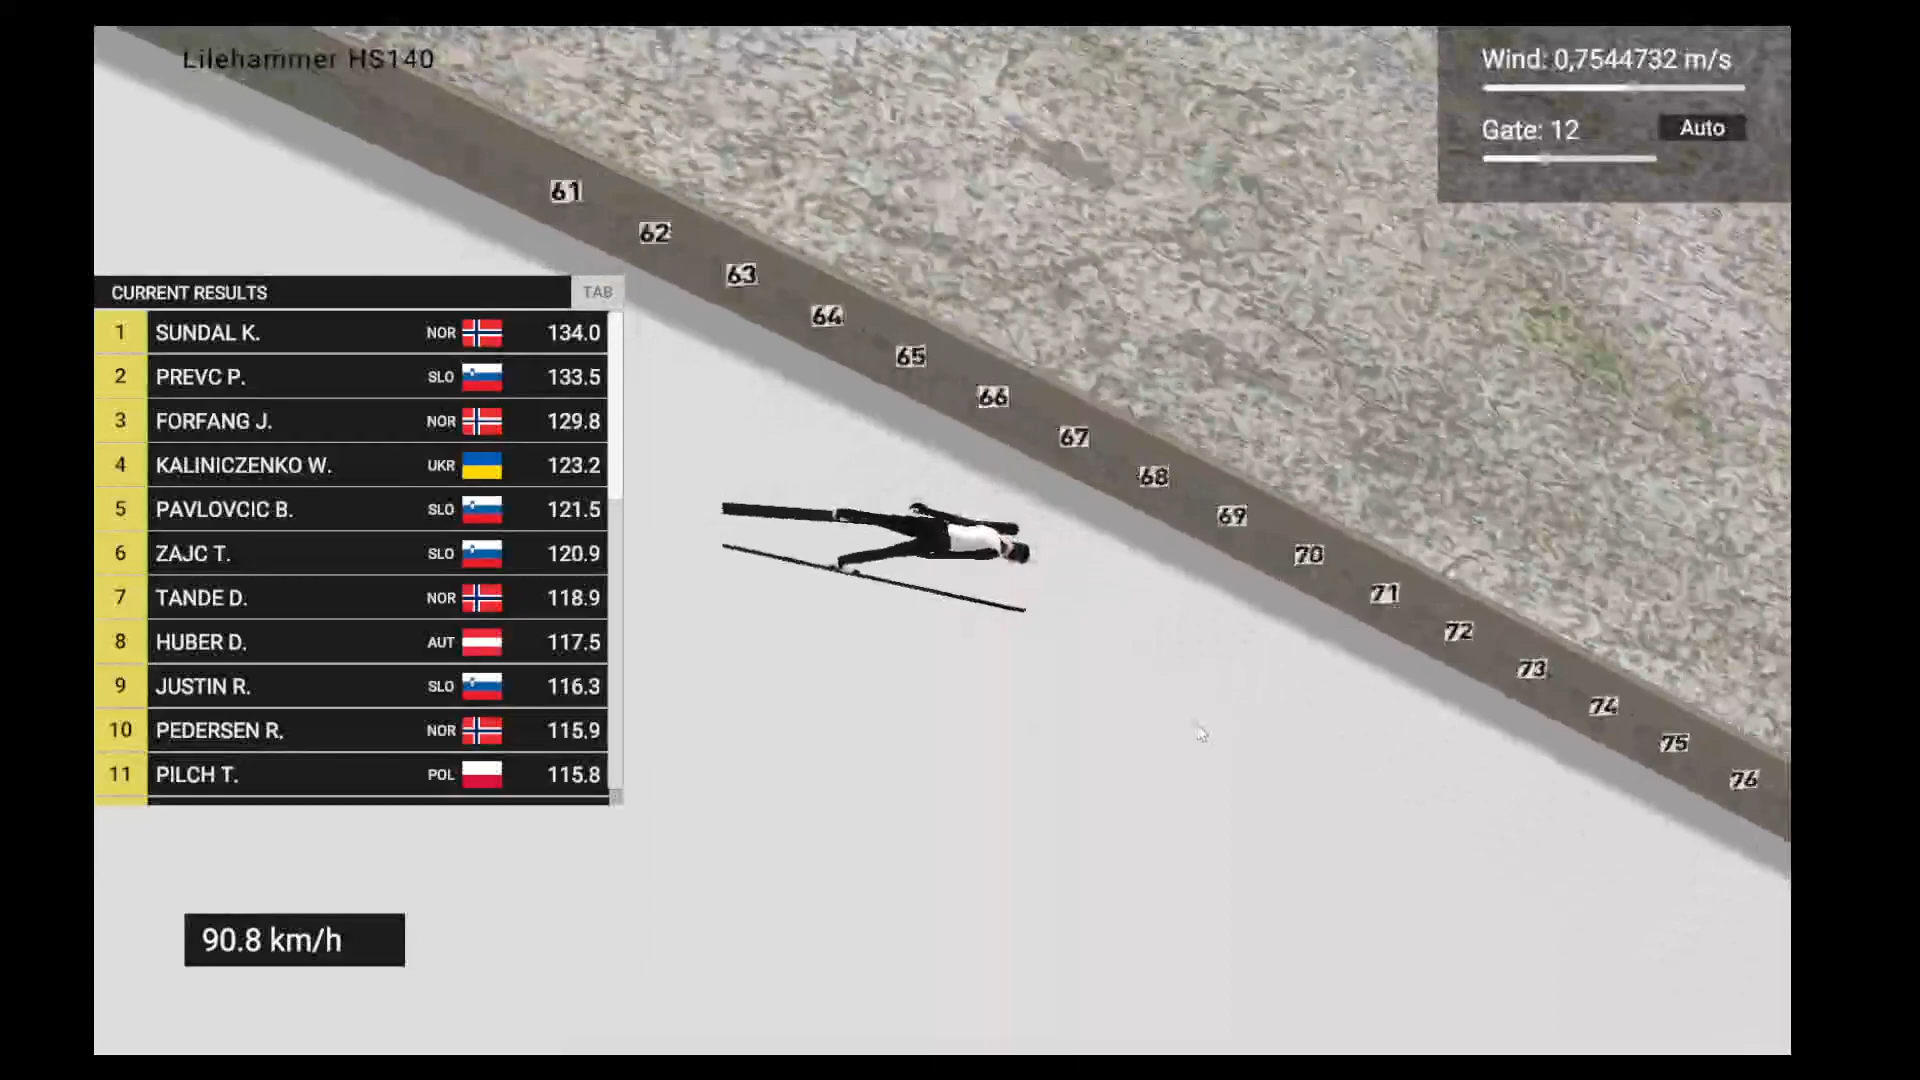 Lilehammer HS140
Wind: 0,7544732 m/s
Gate: 12
Auto
61
62
63
64
65
66
67
68
69
70
71
72
73
74
75
76
CURRENT RESULTS TAB
1 SUNDAL K. NOR 134.0
2 PREVC P. SLO 133.5
3 FORFANG J. NOR 129.8
4 KALINICZENKO W. UKR 123.2
5 PAVLOVCIC B. SLO 121.5
6 ZAJC T. SLO 120.9
7 TANDE D. NOR 118.9
8 HUBER D. AUT 117.5
9 JUSTIN R. SLO 116.3
10 PEDERSEN R. NOR 115.9
11 PILCH T. POL 115.8
90.8 km/h